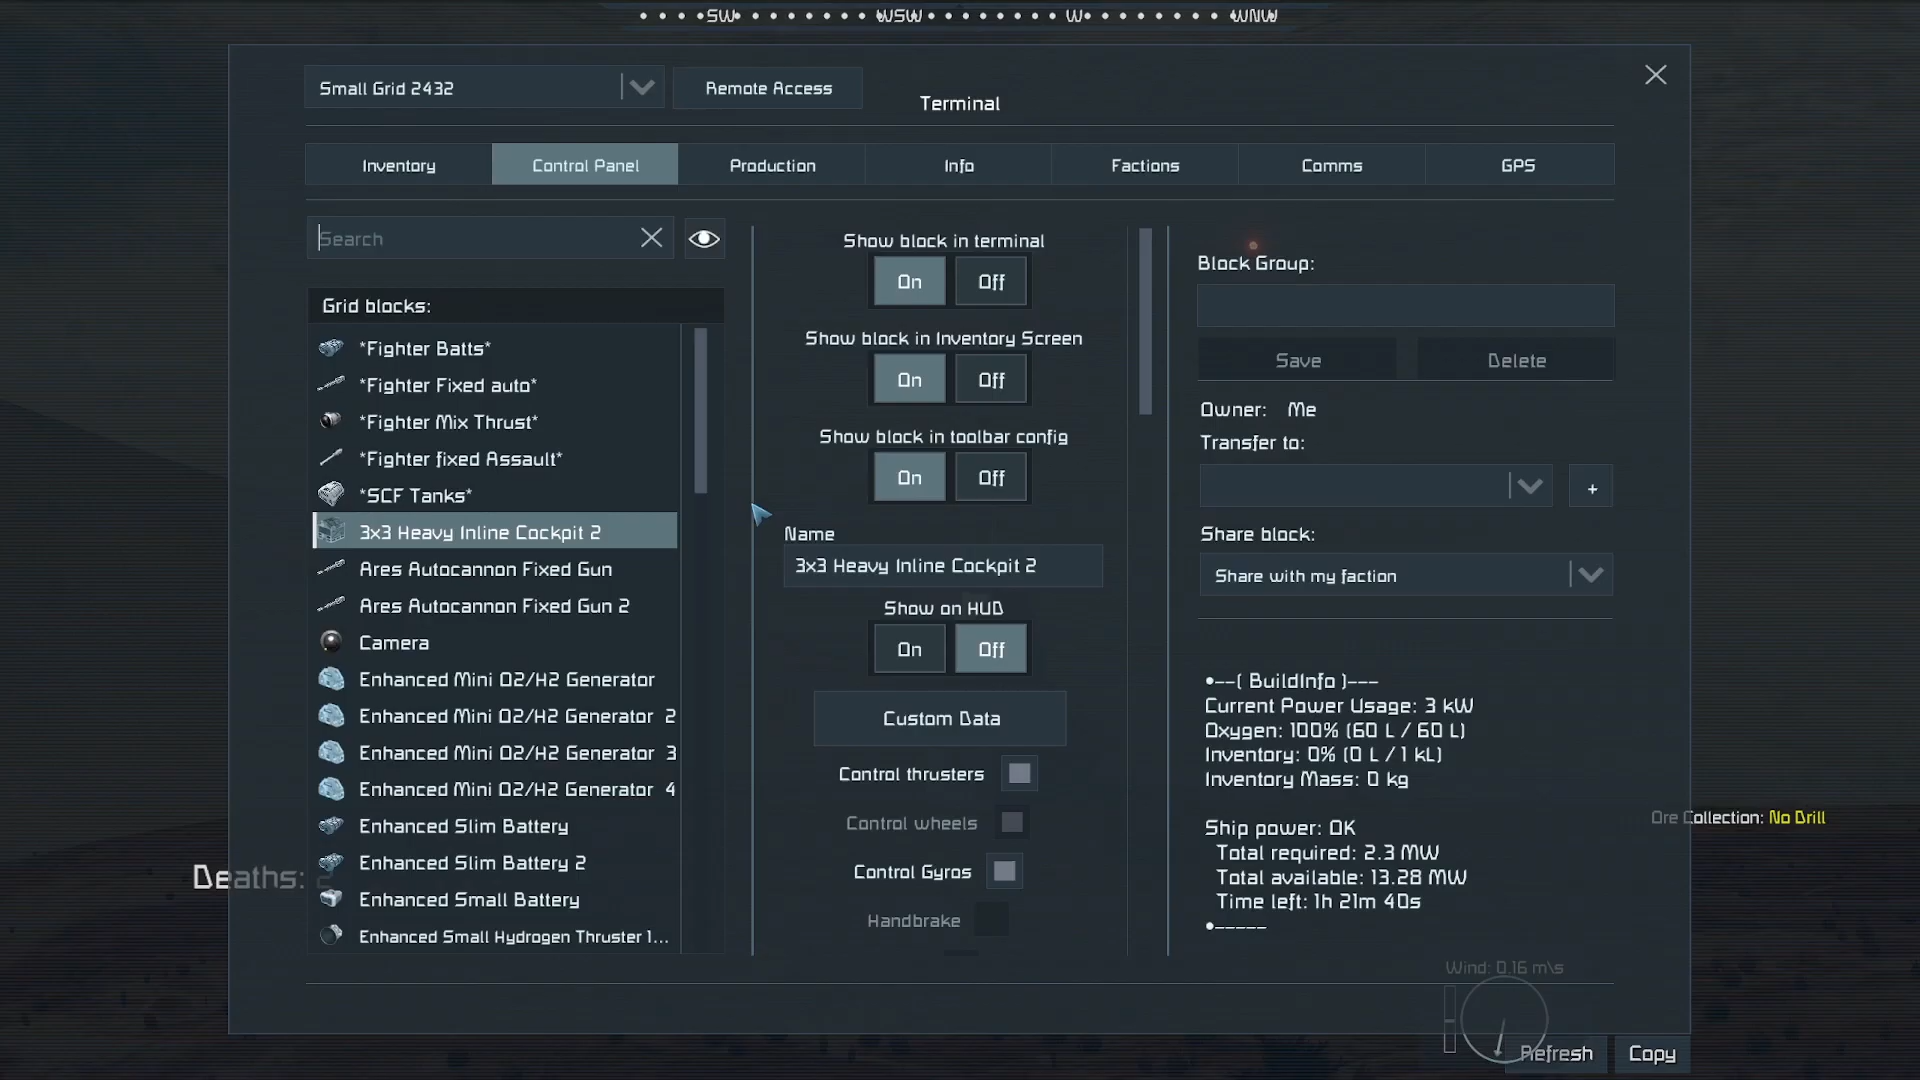 SW WSW W WNW
Small Grid 2432
Remote Access
Terminal
Inventory
Control Panel
Production
Info
Factions
Comms
GPS
Search
Grid blocks:
*Fighter Batts*
*Fighter Fixed auto*
*Fighter Mix Thrust*
*Fighter fixed Assault*
*SCF Tanks*
3x3 Heavy Inline Cockpit 2
Ares Autocannon Fixed Gun
Ares Autocannon Fixed Gun 2
Camera
Enhanced Mini O2/H2 Generator
Enhanced Mini O2/H2 Generator 2
Enhanced Mini O2/H2 Generator 3
Enhanced Mini O2/H2 Generator 4
Enhanced Slim Battery
Enhanced Slim Battery 2
Enhanced Small Battery
Enhanced Small Hydrogen Thruster 1...
Deaths: 2
Show block in terminal
On Off
Show block in Inventory Screen
On Off
Show block in toolbar config
On Off
Name
3x3 Heavy Inline Cockpit 2
Show on HUD
On Off
Custom Data
Control thrusters
Control wheels
Control Gyros
Handbrake
Block Group:
Save
Delete
Owner: Me
Transfer to:
+
Share block:
Share with my faction
•--( BuildInfo )---
Current Power Usage: 3 kW
Oxygen: 100% (60 L / 60 L)
Inventory: 0% (0 L / 1 kL)
Inventory Mass: 0 kg
Ship power: OK
Total required: 2.3 MW
Total available: 13.28 MW
Time left: 1h 21m 40s
•-----
Ore Collection: No Drill
Wind: 0.16 m\s
Refresh
Copy